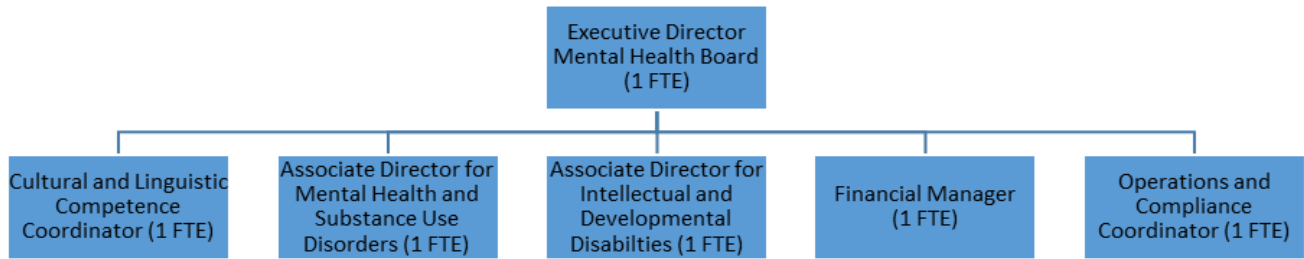 Executive Director
Mental Health Board
(1 FTE)
Cultural and Linguistic
Competence
Coordinator (1 FTE)
Associate Director for
Mental Health and
Substance Use
Disorders (1 FTE)
Associate Director for
Intellectual and
Developmental
Disabilties (1 FTE)
Financial Manager
(1 FTE)
Operations and
Compliance
Coordinator (1 FTE)